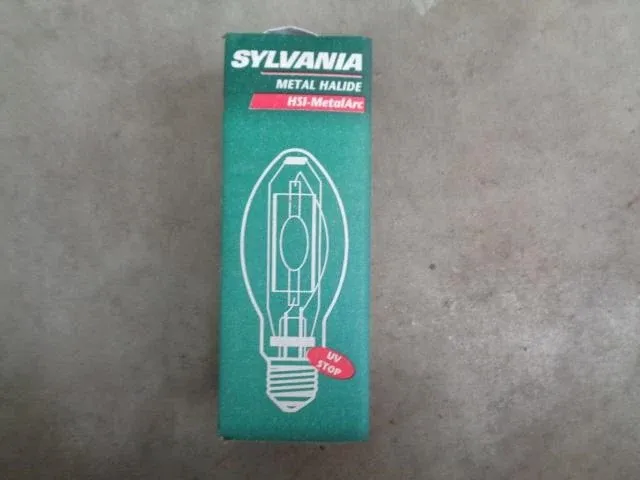 SYLVANIA
METAL HALIDE
HSI-MetalArc
UV
STOP